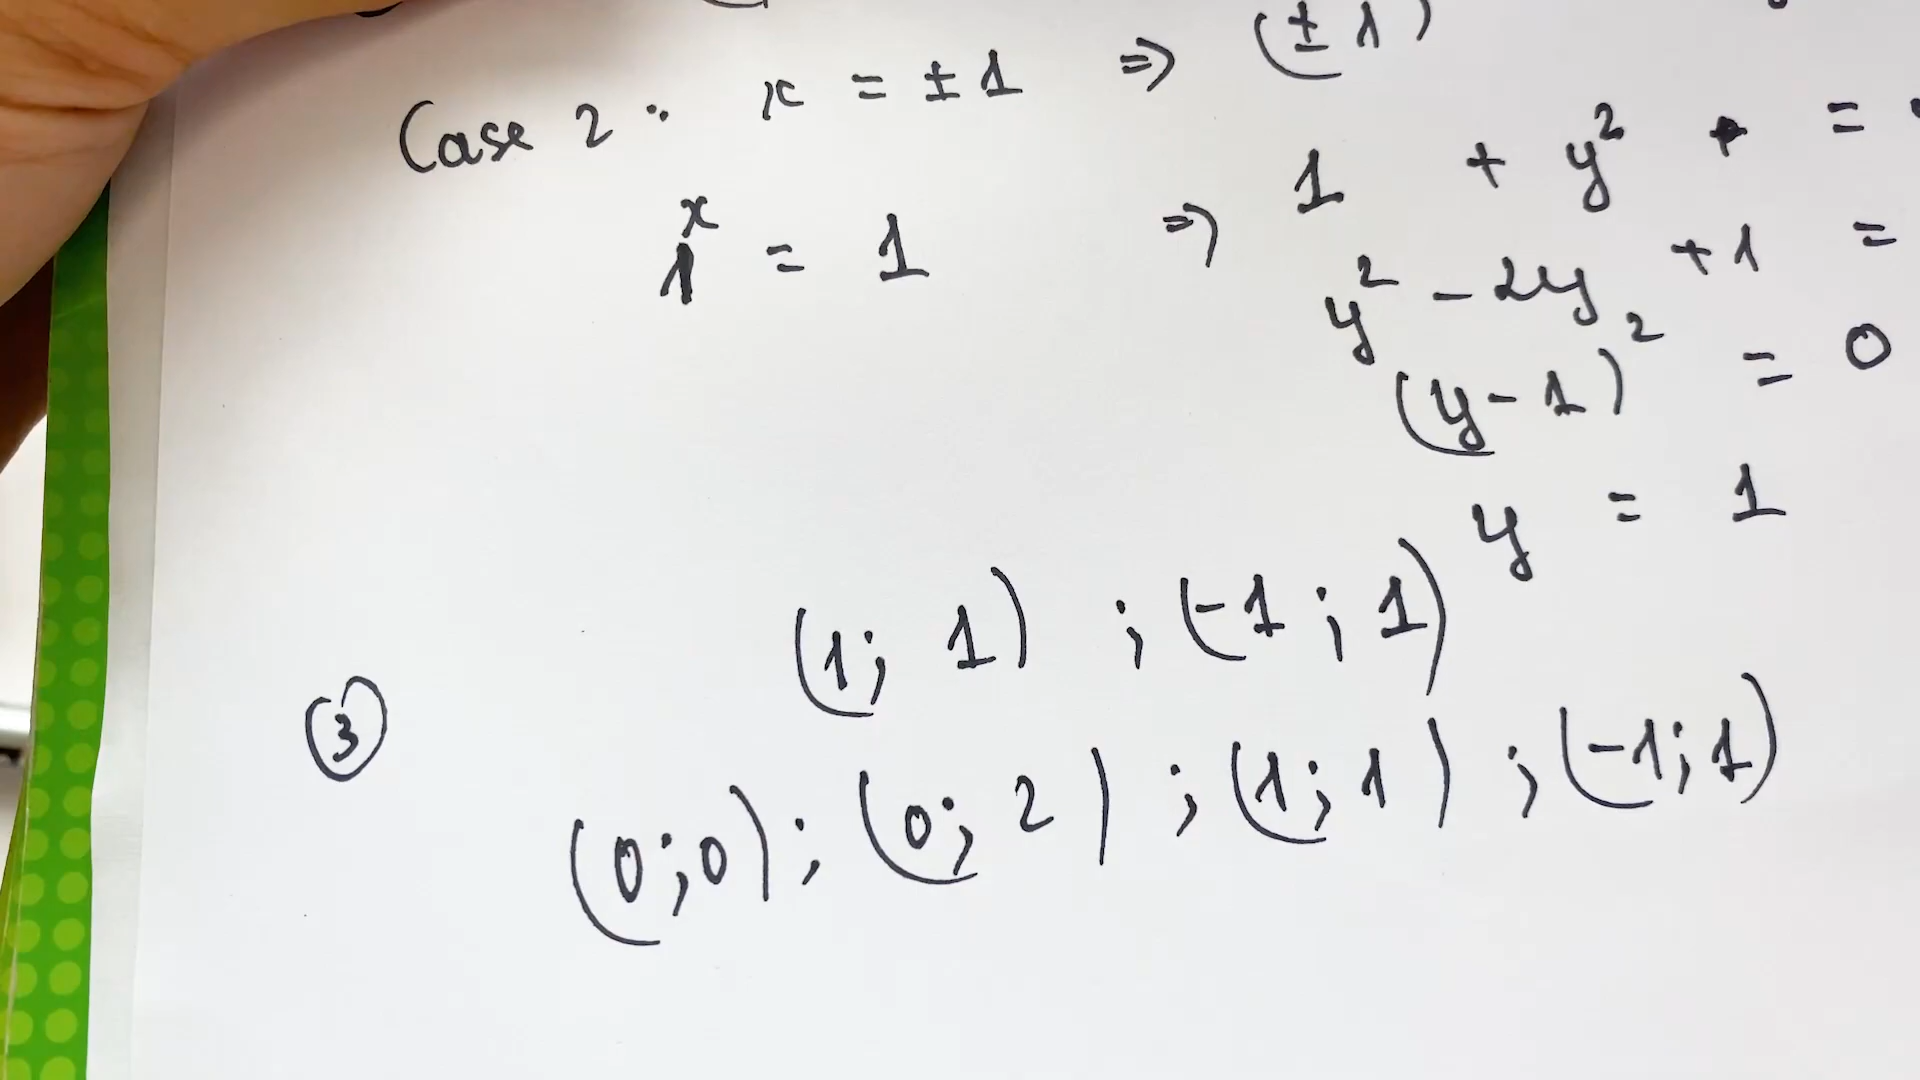 Case 2 : x = ±1 ⇒ (±1)
1 + y² · =
1ˣ = 1 ⇒ y² - 2y + 1 =
(y - 1)² = 0
y = 1
(1; 1) ; (-1 ; 1)
③ (0;0) ; (0; 2) ; (1;1) ; (-1;1)